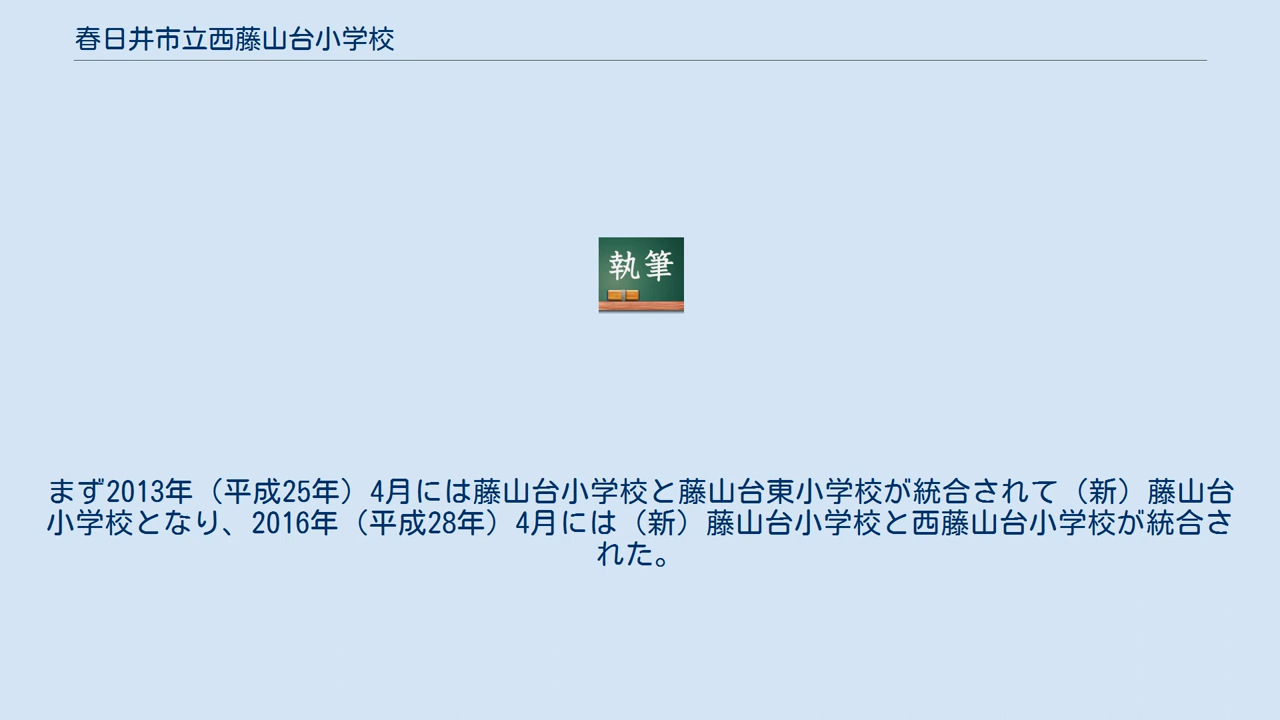 春日井市立西藤山台小学校
執筆
まず2013年（平成25年）4月には藤山台小学校と藤山台東小学校が統合されて（新）藤山台
小学校となり、2016年（平成28年）4月には（新）藤山台小学校と西藤山台小学校が統合さ
れた。